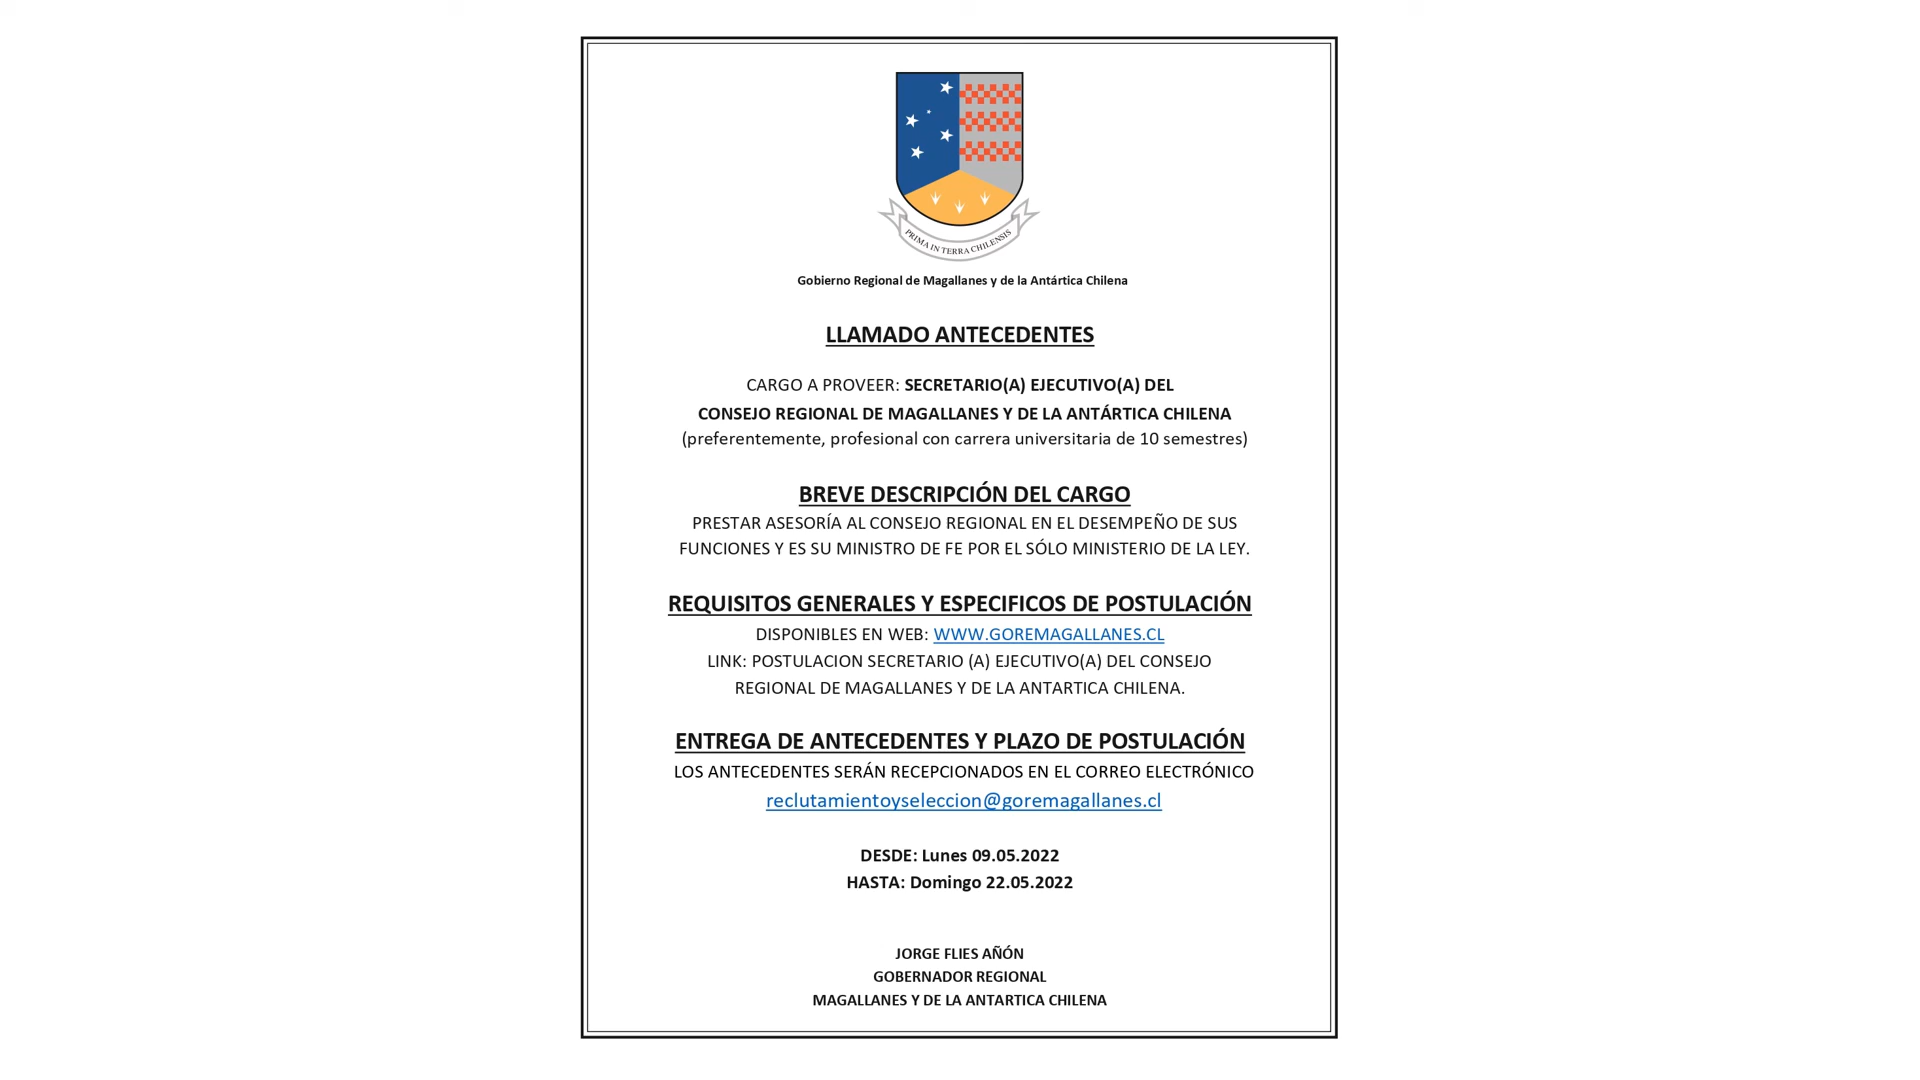 PRIMA IN TERRA CHILENSIS
Gobierno Regional de Magallanes y de la Antártica Chilena
LLAMADO ANTECEDENTES
CARGO A PROVEER: SECRETARIO(A) EJECUTIVO(A) DEL
CONSEJO REGIONAL DE MAGALLANES Y DE LA ANTÁRTICA CHILENA
(preferentemente, profesional con carrera universitaria de 10 semestres)
BREVE DESCRIPCIÓN DEL CARGO
PRESTAR ASESORÍA AL CONSEJO REGIONAL EN EL DESEMPEÑO DE SUS
FUNCIONES Y ES SU MINISTRO DE FE POR EL SÓLO MINISTERIO DE LA LEY.
REQUISITOS GENERALES Y ESPECIFICOS DE POSTULACIÓN
DISPONIBLES EN WEB: WWW.GOREMAGALLANES.CL
LINK: POSTULACION SECRETARIO (A) EJECUTIVO(A) DEL CONSEJO
REGIONAL DE MAGALLANES Y DE LA ANTARTICA CHILENA.
ENTREGA DE ANTECEDENTES Y PLAZO DE POSTULACIÓN
LOS ANTECEDENTES SERÁN RECEPCIONADOS EN EL CORREO ELECTRÓNICO
reclutamientoyseleccion@goremagallanes.cl
DESDE: Lunes 09.05.2022
HASTA: Domingo 22.05.2022
JORGE FLIES AÑÓN
GOBERNADOR REGIONAL
MAGALLANES Y DE LA ANTARTICA CHILENA